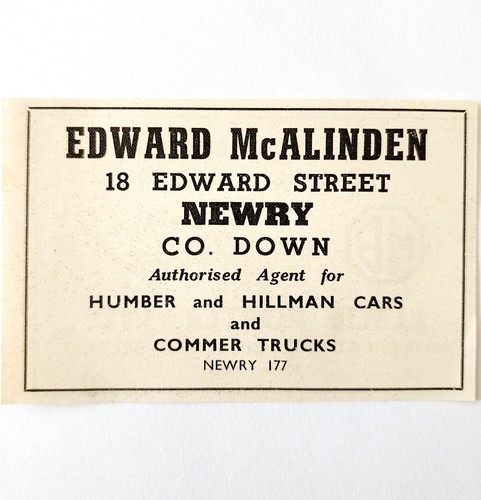 EDWARD McALINDEN
18 EDWARD STREET
NEWRY
CO. DOWN
Authorised Agent for
HUMBER and HILLMAN CARS
and
COMMER TRUCKS
NEWRY 177